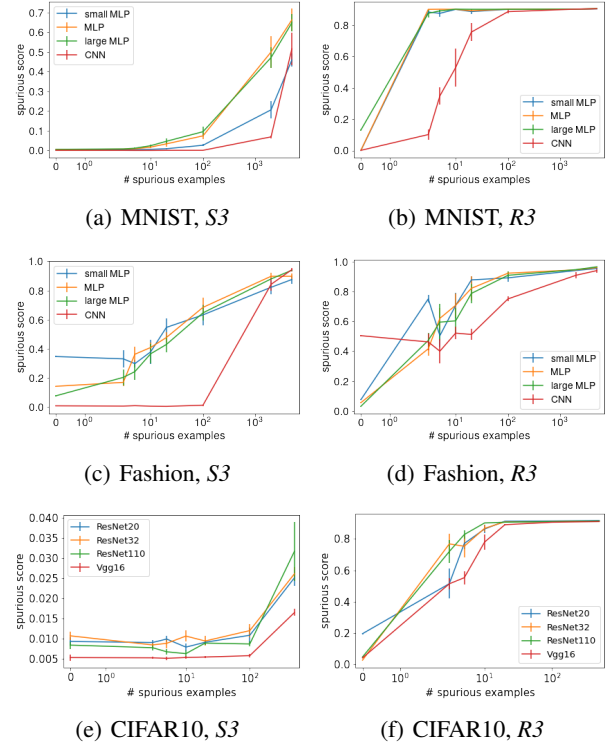 spurious score
0.7
0.6
0.5
0.4
0.3
0.2
0.1
0.0
small MLP
MLP
large MLP
CNN
0 10^0 10^1 10^2 10^3
# spurious examples
(a) MNIST, S3
spurious score
0.8
0.6
0.4
0.2
0.0
small MLP
MLP
large MLP
CNN
0 10^0 10^1 10^2 10^3
# spurious examples
(b) MNIST, R3
spurious score
1.0
0.8
0.6
0.4
0.2
0.0
small MLP
MLP
large MLP
CNN
0 10^0 10^1 10^2 10^3
# spurious examples
(c) Fashion, S3
spurious score
1.0
0.8
0.6
0.4
0.2
0.0
small MLP
MLP
large MLP
CNN
0 10^0 10^1 10^2 10^3
# spurious examples
(d) Fashion, R3
spurious score
0.040
0.035
0.030
0.025
0.020
0.015
0.010
0.005
ResNet20
ResNet32
ResNet110
Vgg16
0 10^0 10^1 10^2
# spurious examples
(e) CIFAR10, S3
spurious score
0.8
0.6
0.4
0.2
0.0
ResNet20
ResNet32
ResNet110
Vgg16
0 10^0 10^1 10^2
# spurious examples
(f) CIFAR10, R3